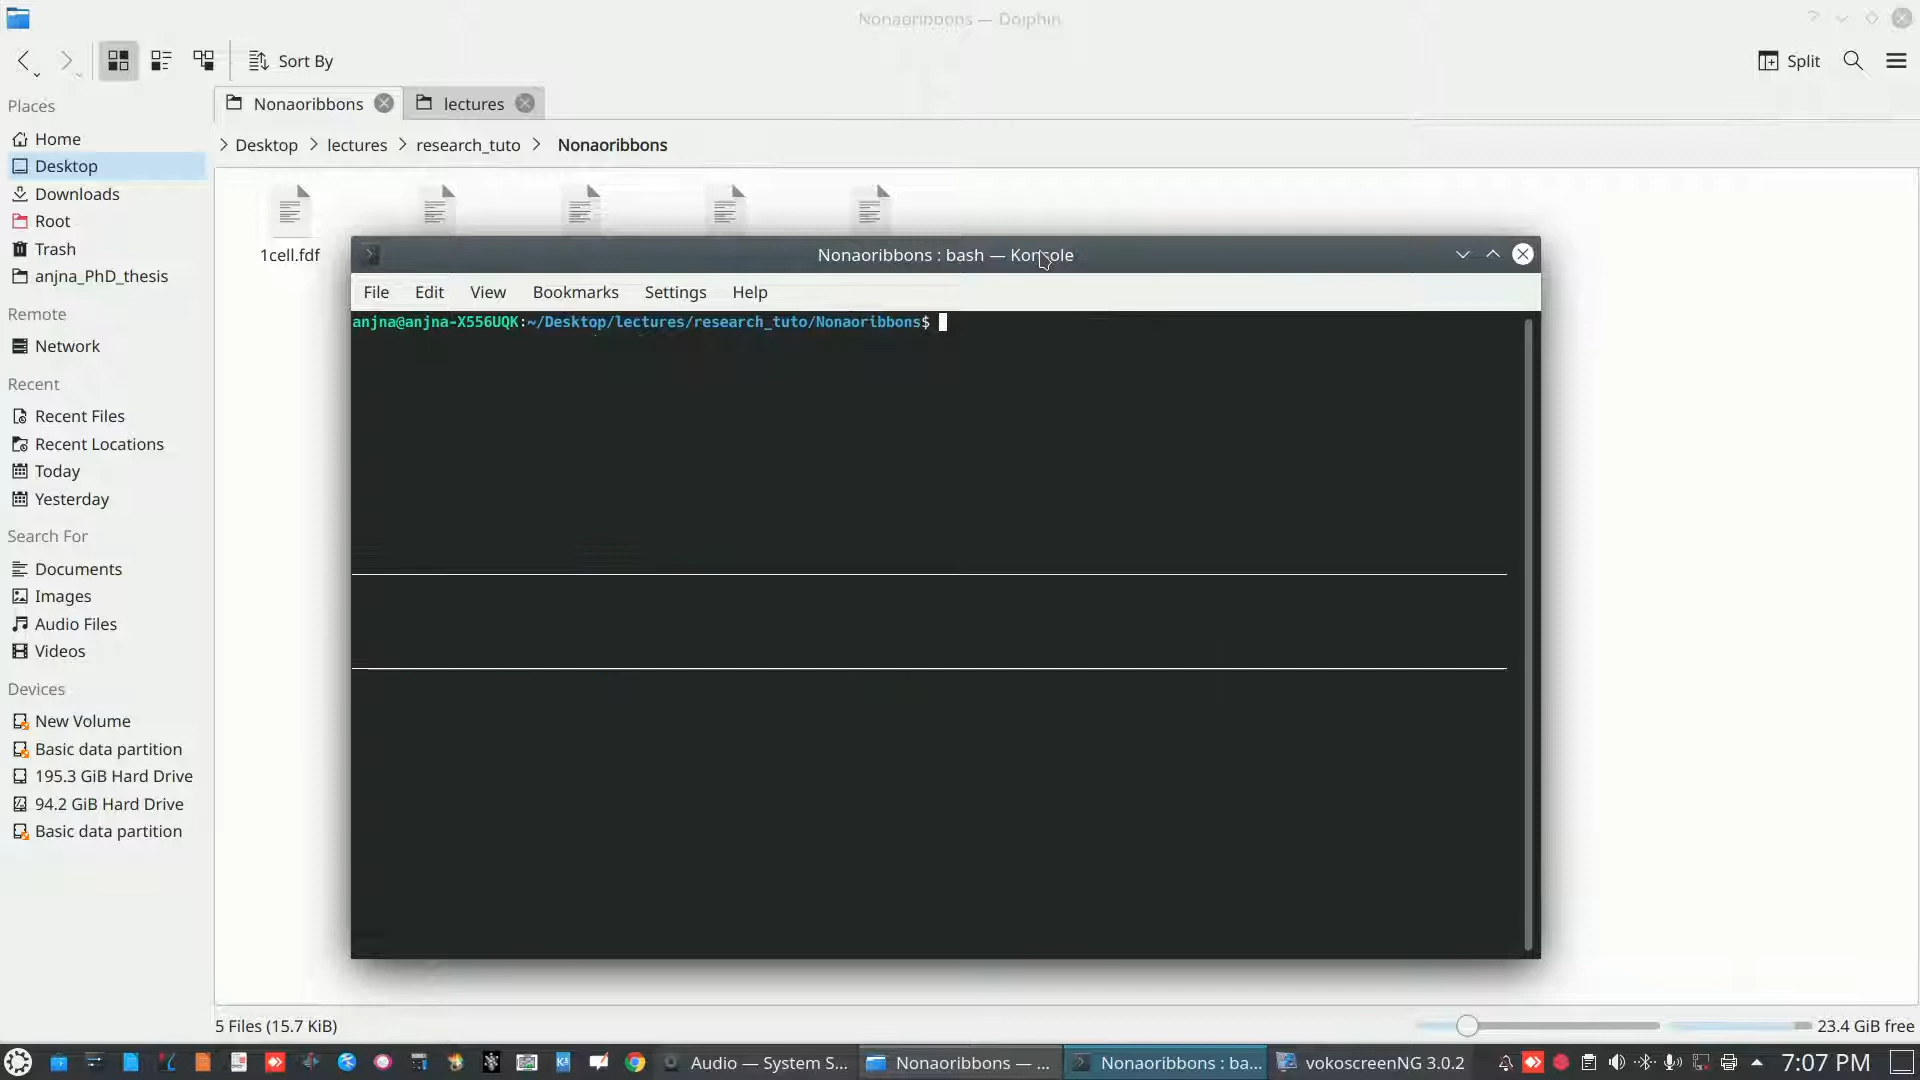 Nonaoribbons — Dolphin
Sort By
Split
Places
Home
Desktop
Downloads
Root
Trash
anjna_PhD_thesis
Remote
Network
Recent
Recent Files
Recent Locations
Today
Yesterday
Search For
Documents
Images
Audio Files
Videos
Devices
New Volume
Basic data partition
195.3 GiB Hard Drive
94.2 GiB Hard Drive
Basic data partition
Nonaoribbons
lectures
> Desktop > lectures > research_tuto > Nonaoribbons
1cell.fdf
Nonaoribbons : bash — Konsole
File Edit View Bookmarks Settings Help
anjna@anjna-X556UQK:~/Desktop/lectures/research_tuto/Nonaoribbons$
5 Files (15.7 KiB)
23.4 GiB free
Audio — System S...
Nonaoribbons — ...
Nonaoribbons : ba...
vokoscreenNG 3.0.2
7:07 PM